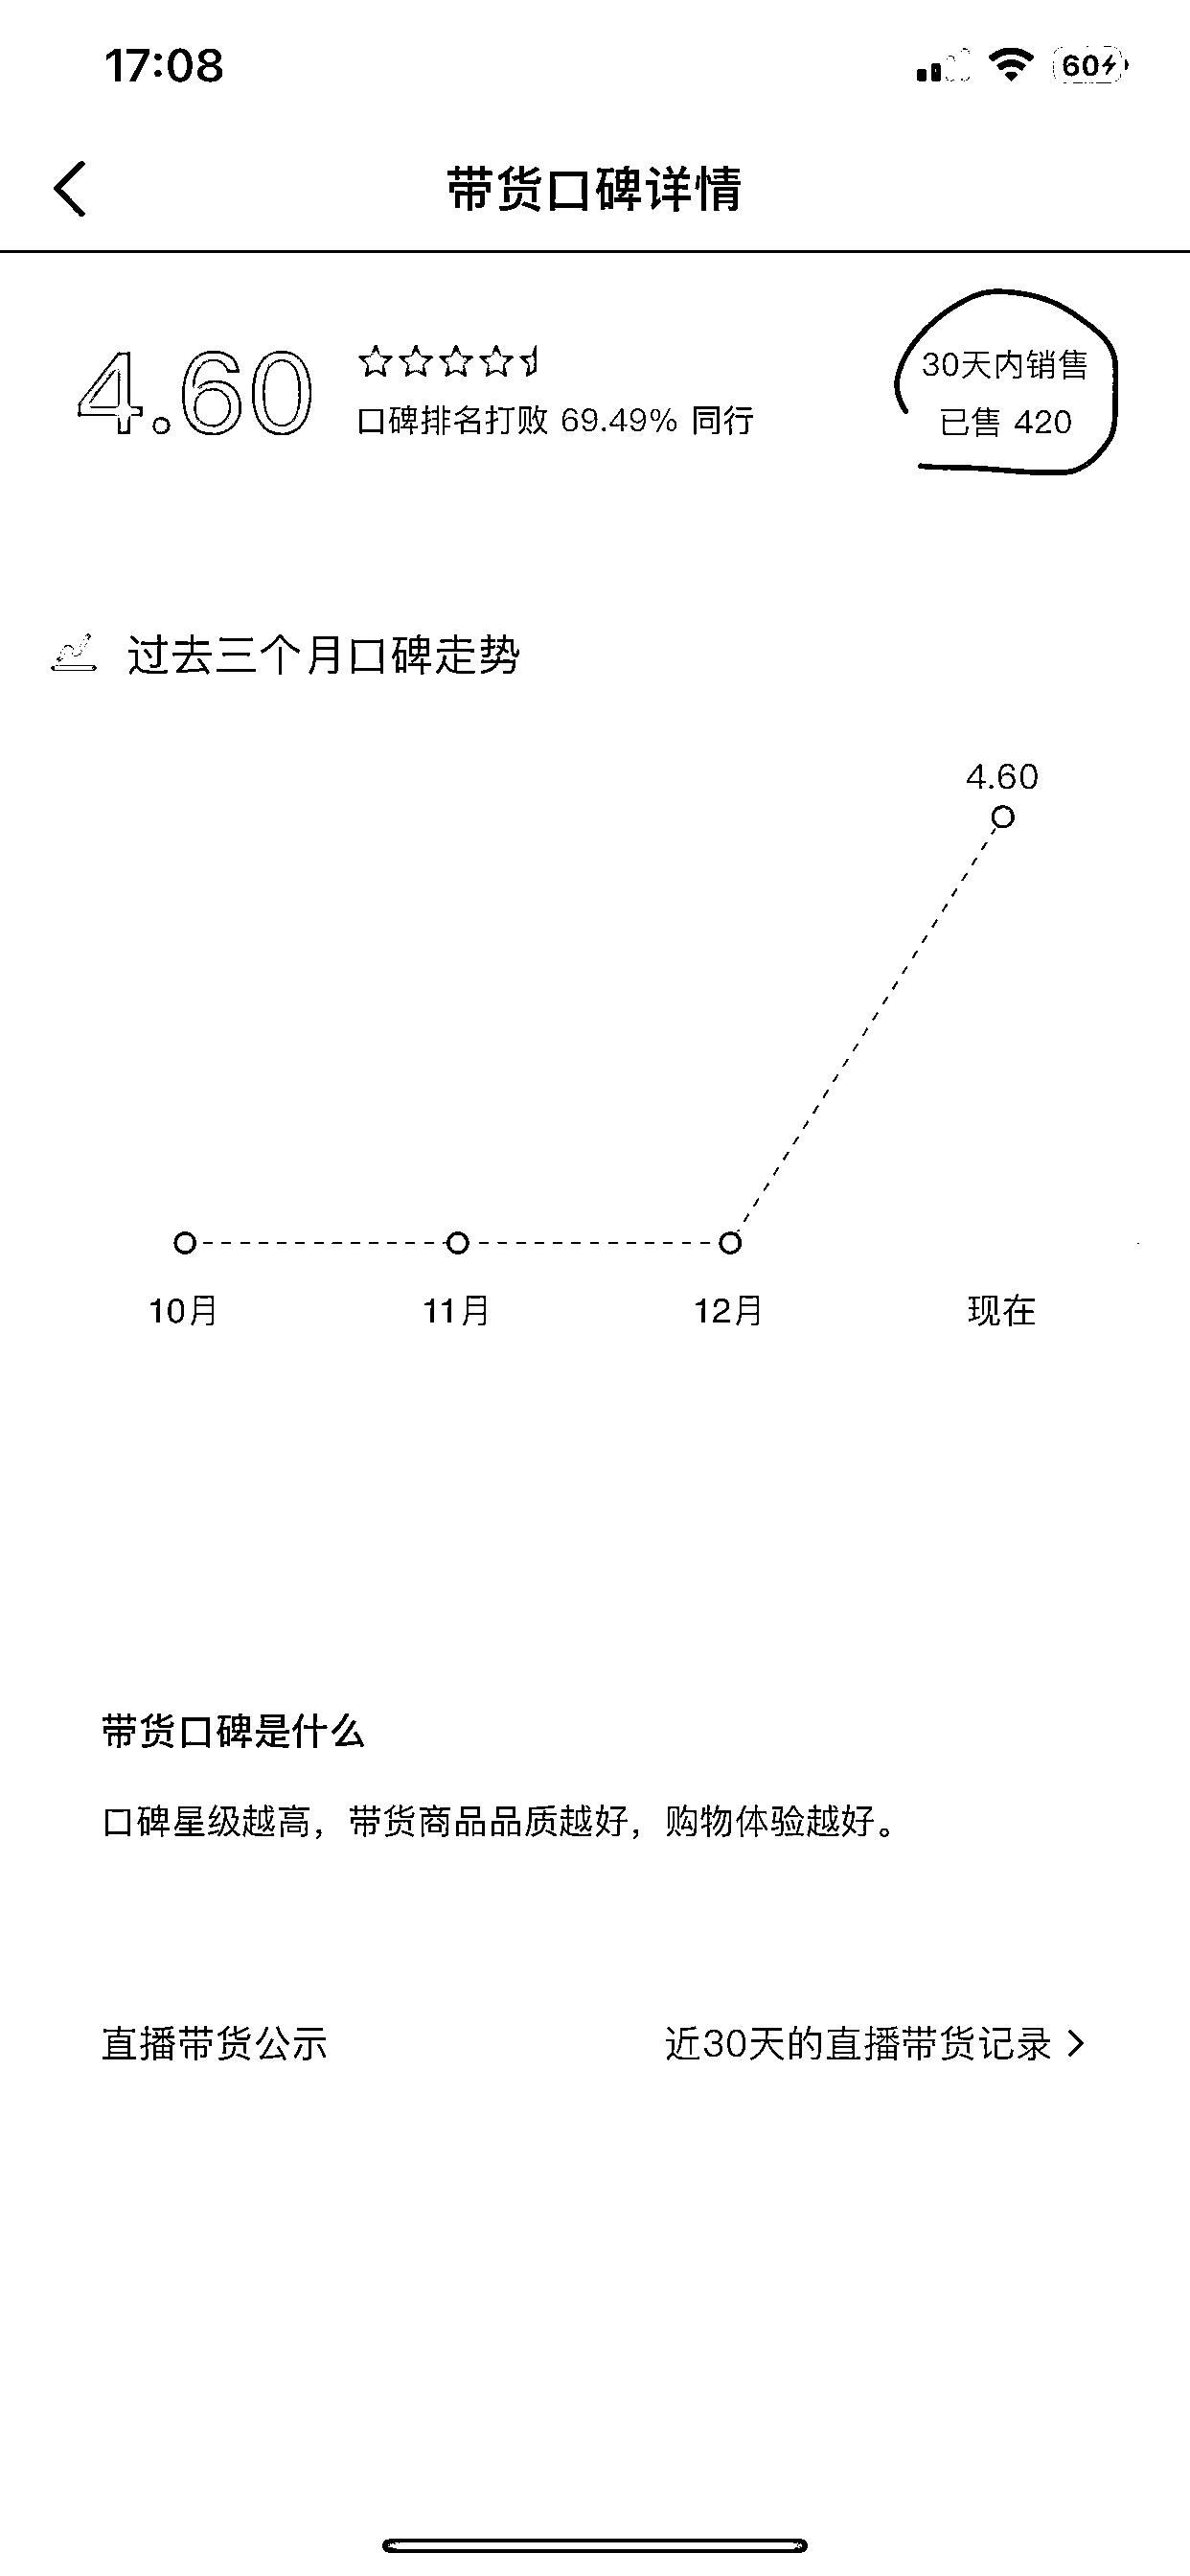 17:08
60
带货口碑详情
4.60
口碑排名打败 69.49% 同行
30天内销售
已售 420
过去三个月口碑走势
4.60
10月 11月 12月 现在
带货口碑是什么
口碑星级越高，带货商品品质越好，购物体验越好。
直播带货公示 近30天的直播带货记录